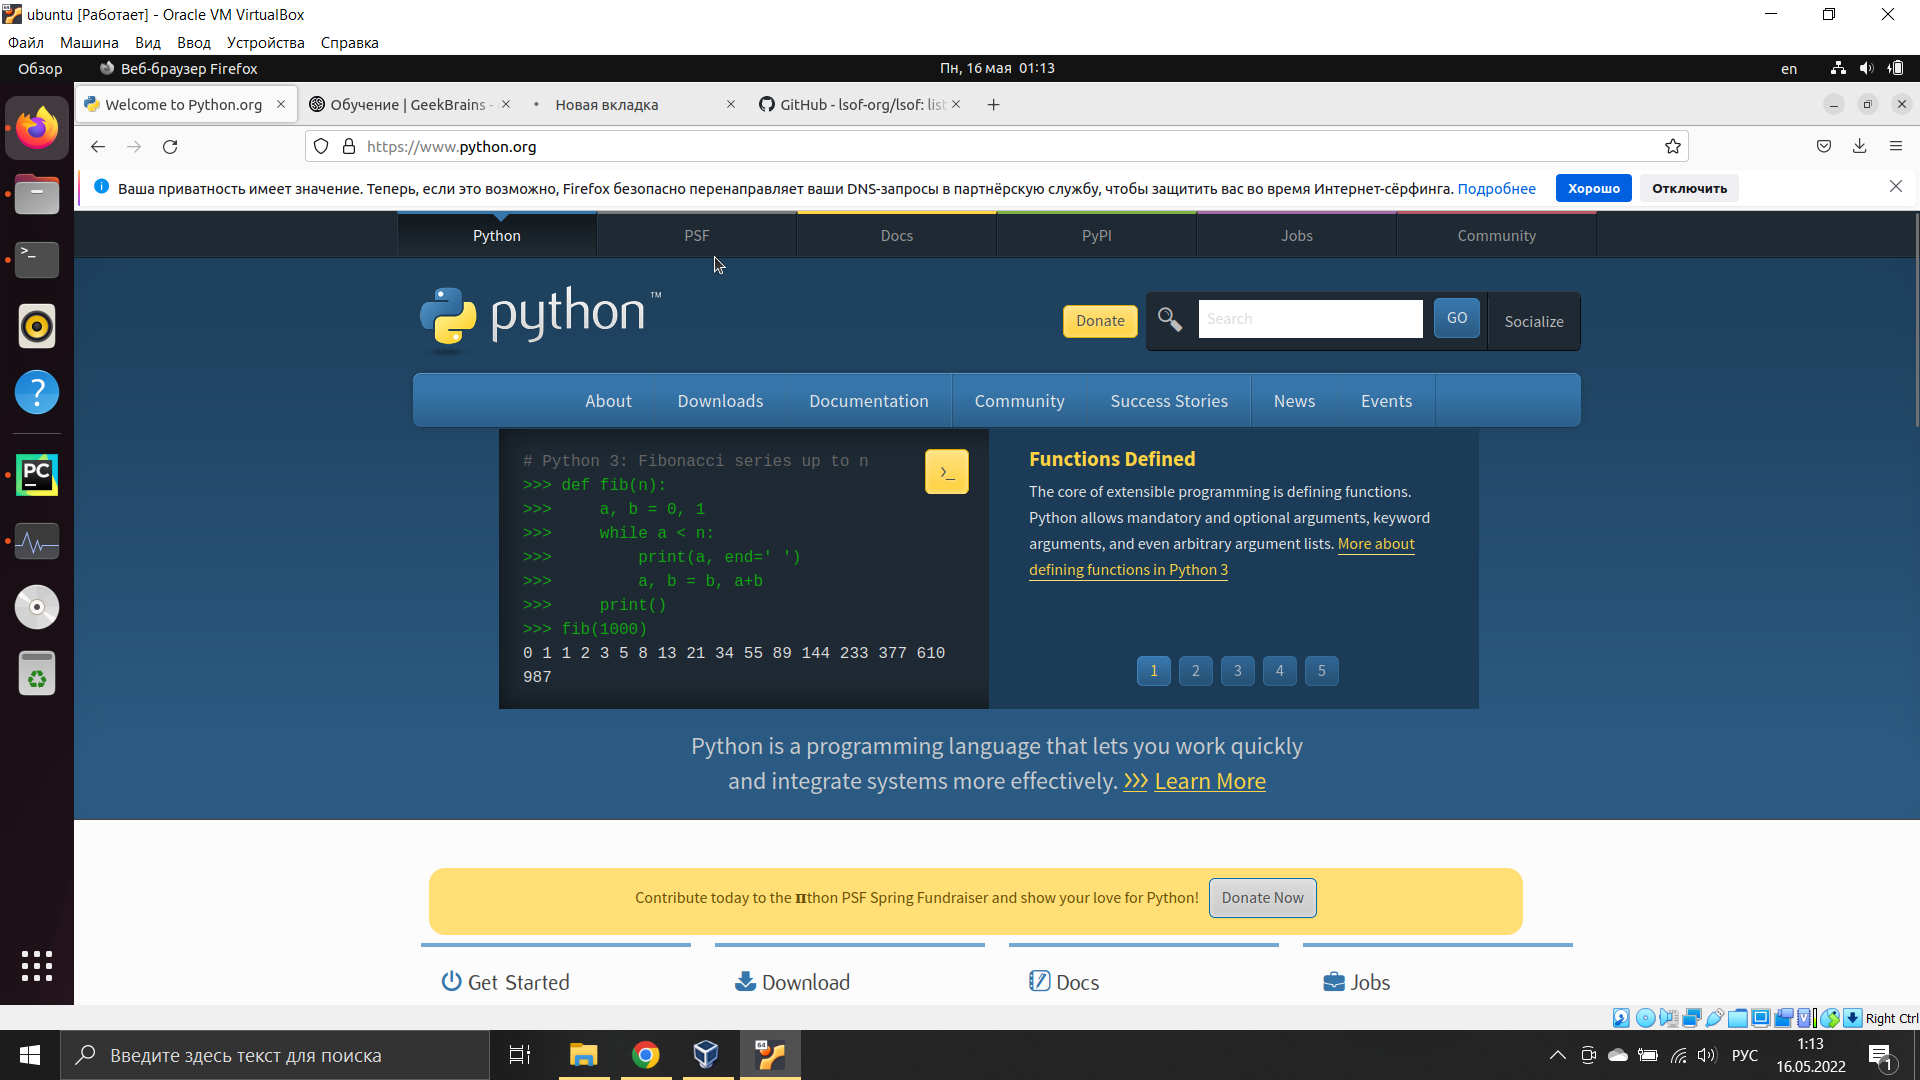 ubuntu [Работает] - Oracle VM VirtualBox
Файл Машина Вид Ввод Устройства Справка
Обзор Веб-браузер Firefox Пн, 16 мая 01:13 en
Welcome to Python.org Обучение | GeekBrains - Новая вкладка GitHub - lsof-org/lsof: list
https://www.python.org
Ваша приватность имеет значение. Теперь, если это возможно, Firefox безопасно перенаправляет ваши DNS-запросы в партнёрскую службу, чтобы защитить вас во время Интернет-сёрфинга. Подробнее Хорошо Отключить
Python PSF Docs PyPI Jobs Community
python™
Donate Search GO Socialize
About Downloads Documentation Community Success Stories News Events
# Python 3: Fibonacci series up to n
>>> def fib(n):
>>>     a, b = 0, 1
>>>     while a < n:
>>>         print(a, end=' ')
>>>         a, b = b, a+b
>>>     print()
>>> fib(1000)
0 1 1 2 3 5 8 13 21 34 55 89 144 233 377 610
987
>_
Functions Defined
The core of extensible programming is defining functions.
Python allows mandatory and optional arguments, keyword
arguments, and even arbitrary argument lists. More about
defining functions in Python 3
1 2 3 4 5
Python is a programming language that lets you work quickly
and integrate systems more effectively. >>> Learn More
Contribute today to the πthon PSF Spring Fundraiser and show your love for Python! Donate Now
Get Started Download Docs Jobs
>_
?
PC
Right Ctrl
Введите здесь текст для поиска
64
РУС
1:13
16.05.2022
1